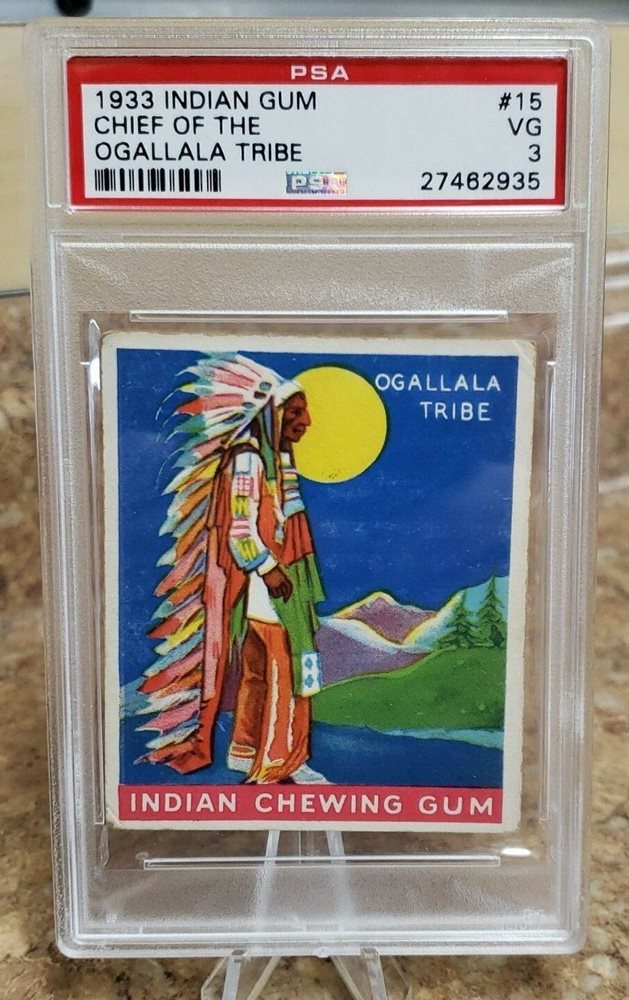 PSA
1933 INDIAN GUM #15
CHIEF OF THE VG
OGALLALA TRIBE 3
PSA 27462935
OGALLALA
TRIBE
INDIAN CHEWING GUM